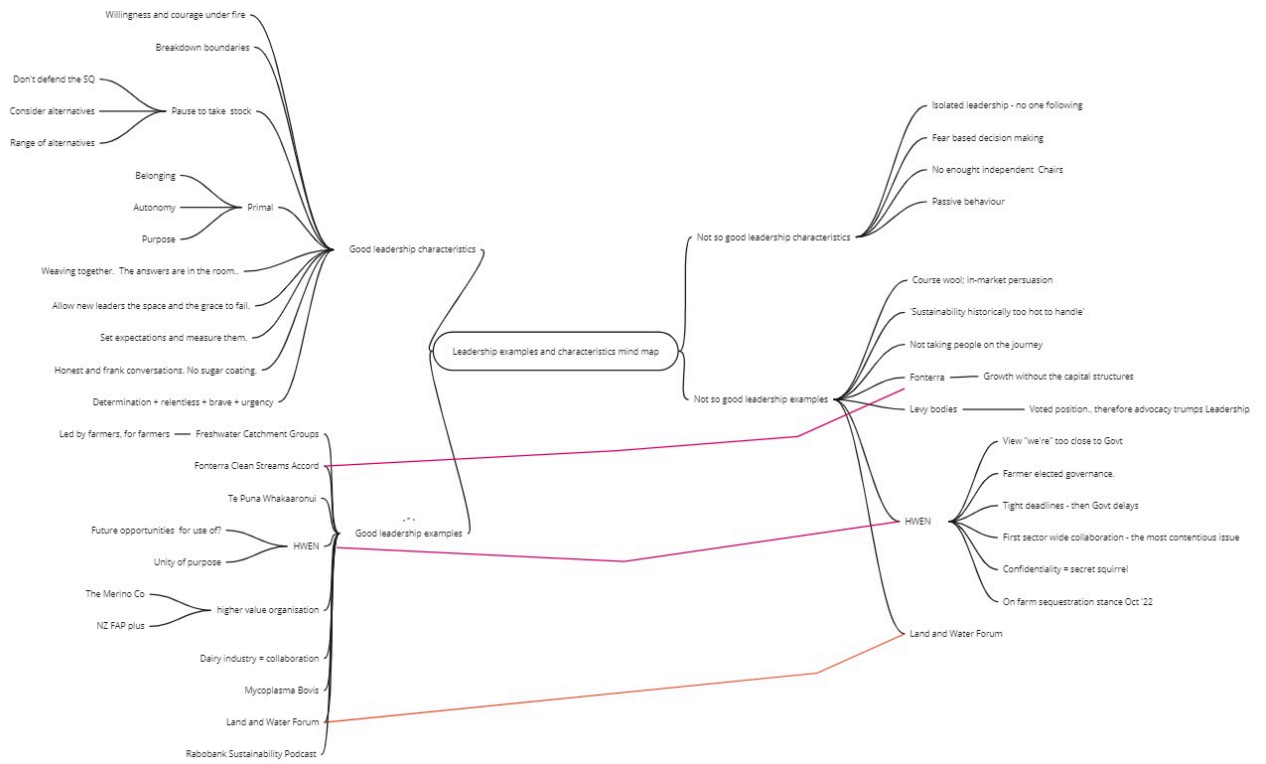 Willingness and courage under fire
Breakdown boundaries
Don't defend the SQ
Consider alternatives
Range of alternatives
Pause to take stock
Belonging
Autonomy
Purpose
Primal
Weaving together. The answers are in the room..
Allow new leaders the space and the grace to fail.
Set expectations and measure them.
Honest and frank conversations. No sugar coating.
Determination + relentless + brave + urgency
Good leadership characteristics
Led by farmers, for farmers
Freshwater Catchment Groups
Fonterra Clean Streams Accord
Te Puna Whakaaronui
Future opportunities for use of?
Unity of purpose
HWEN
The Merino Co
NZ FAP plus
higher value organisation
Dairy industry = collaboration
Mycoplasma Bovis
Land and Water Forum
Rabobank Sustainability Podcast
Good leadership examples
Leadership examples and characteristics mind map
Not so good leadership characteristics
Isolated leadership - no one following
Fear based decision making
No enought independent Chairs
Passive behaviour
Not so good leadership examples
Course wool; in-market persuasion
'Sustainability historically too hot to handle'
Not taking people on the journey
Fonterra
Growth without the capital structures
Levy bodies
Voted position.. therefore advocacy trumps Leadership
HWEN
View "we're" too close to Govt
Farmer elected governance.
Tight deadlines - then Govt delays
First sector wide collaboration - the most contentious issue
Confidentiality = secret squirrel
On farm sequestration stance Oct '22
Land and Water Forum